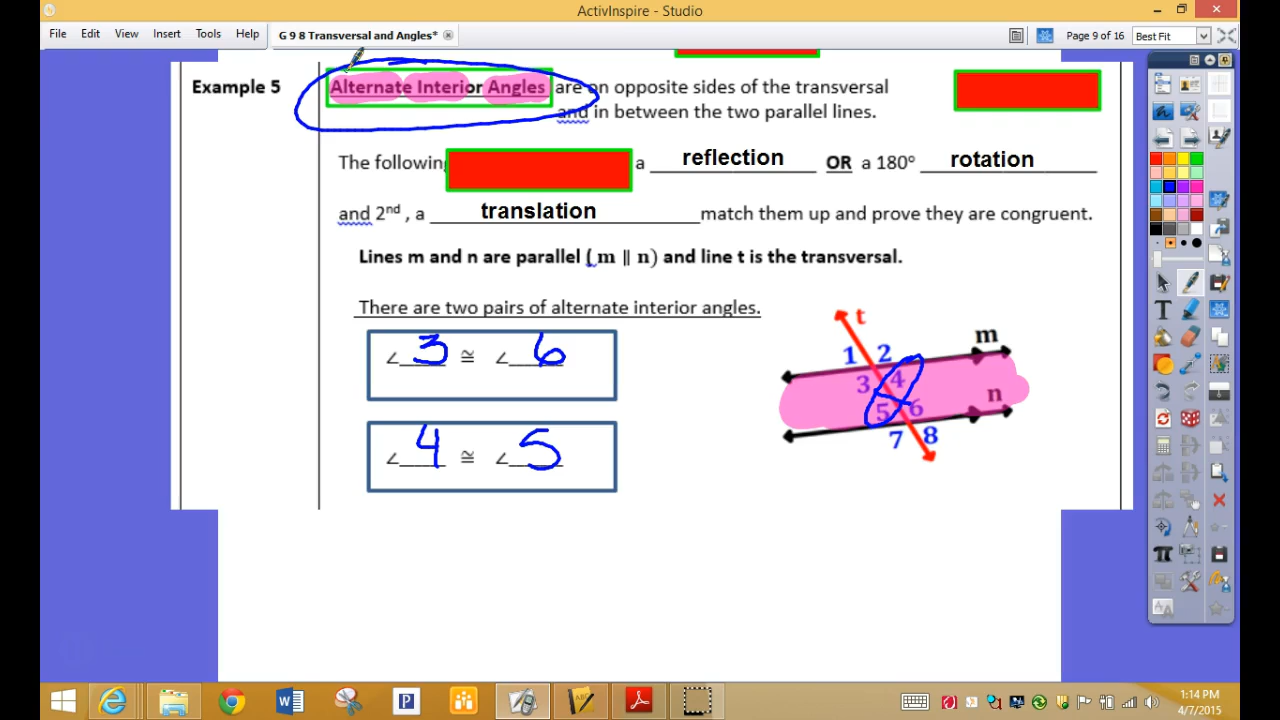 ActivInspire - Studio
File Edit View Insert Tools Help
G 9 8 Transversal and Angles*
Page 9 of 16
Best Fit
Example 5
Alternate Interior Angles are on opposite sides of the transversal
and in between the two parallel lines.
The following a reflection OR a 180° rotation
and 2nd , a translation match them up and prove they are congruent.
Lines m and n are parallel ( m ∥ n) and line t is the transversal.
There are two pairs of alternate interior angles.
∠ 3 ≅ ∠ 6
∠ 4 ≅ ∠ 5
t
m
1 2
3 4
n
5 6
7 8
1:14 PM
4/7/2015